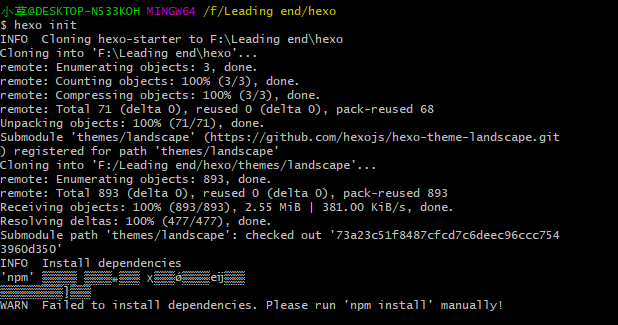 小草@DESKTOP-N533KOH MINGW64 /f/Leading end/hexo
$ hexo init
INFO  Cloning hexo-starter to F:\Leading end\hexo
Cloning into 'F:\Leading end\hexo'...
remote: Enumerating objects: 3, done.
remote: Counting objects: 100% (3/3), done.
remote: Compressing objects: 100% (3/3), done.
remote: Total 71 (delta 0), reused 0 (delta 0), pack-reused 68
Unpacking objects: 100% (71/71), done.
Submodule 'themes/landscape' (https://github.com/hexojs/hexo-theme-landscape.git
) registered for path 'themes/landscape'
Cloning into 'F:/Leading end/hexo/themes/landscape'...
remote: Enumerating objects: 893, done.
remote: Total 893 (delta 0), reused 0 (delta 0), pack-reused 893
Receiving objects: 100% (893/893), 2.55 MiB | 381.00 KiB/s, done.
Resolving deltas: 100% (477/477), done.
Submodule path 'themes/landscape': checked out '73a23c51f8487cfcd7c6deec96ccc754
3960d350'
INFO  Install dependencies
'npm'
WARN  Failed to install dependencies. Please run 'npm install' manually!